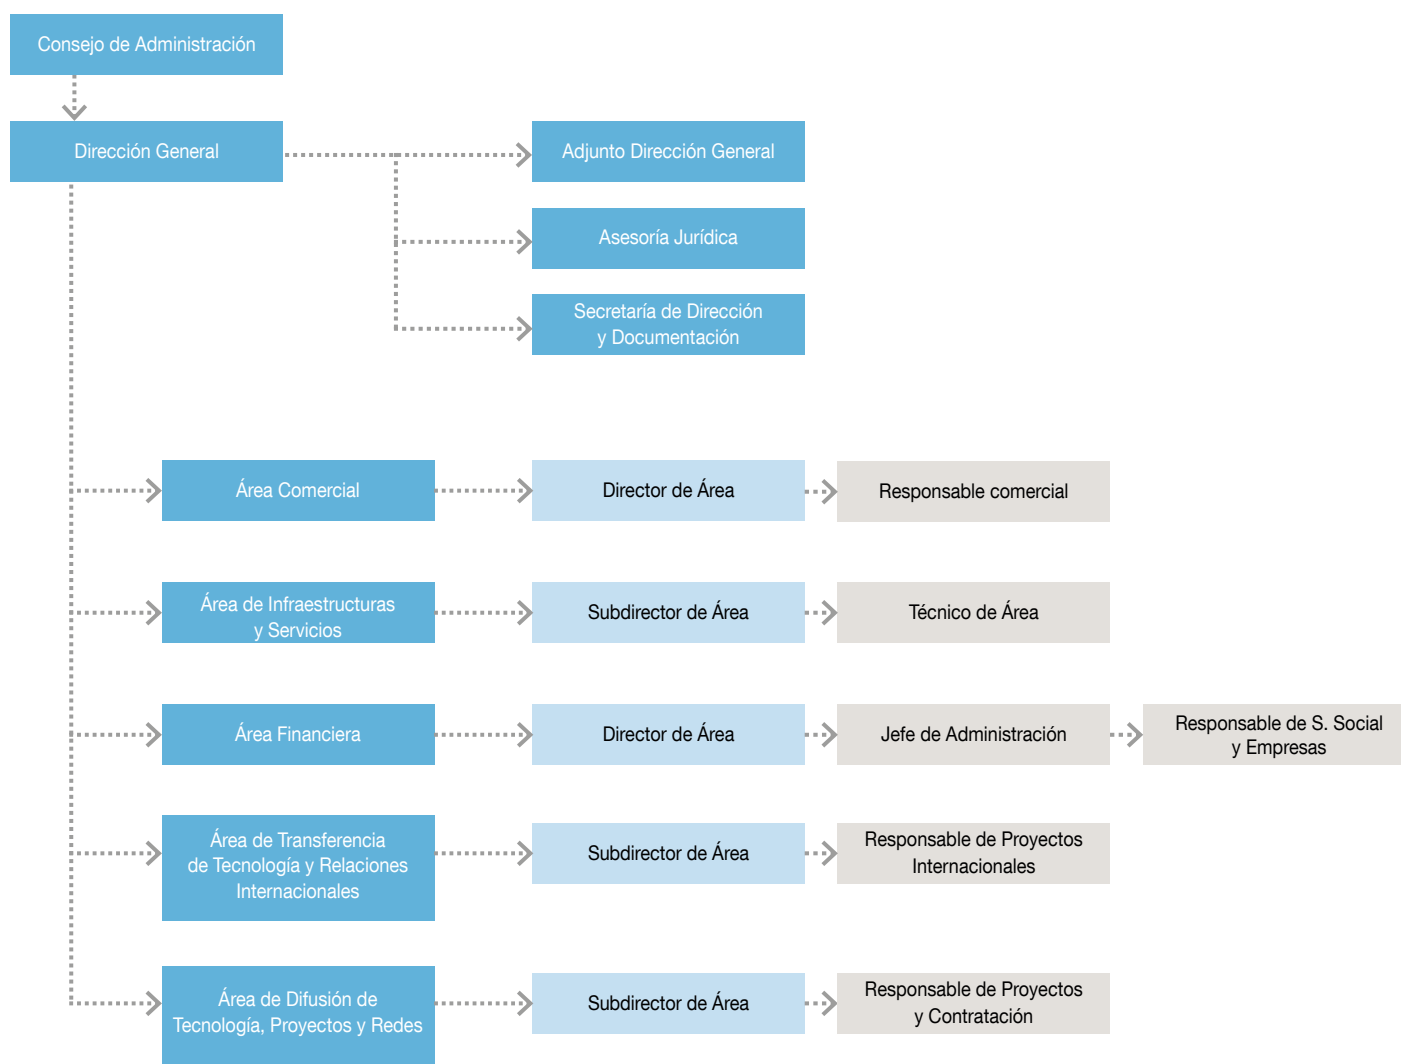 Consejo de Administración
Dirección General
Adjunto Dirección General
Asesoría Jurídica
Secretaría de Dirección
y Documentación
Área Comercial
Director de Área
Responsable comercial
Área de Infraestructuras
y Servicios
Subdirector de Área
Técnico de Área
Área Financiera
Director de Área
Jefe de Administración
Responsable de S. Social
y Empresas
Área de Transferencia
de Tecnología y Relaciones
Internacionales
Subdirector de Área
Responsable de Proyectos
Internacionales
Área de Difusión de
Tecnología, Proyectos y Redes
Subdirector de Área
Responsable de Proyectos
y Contratación